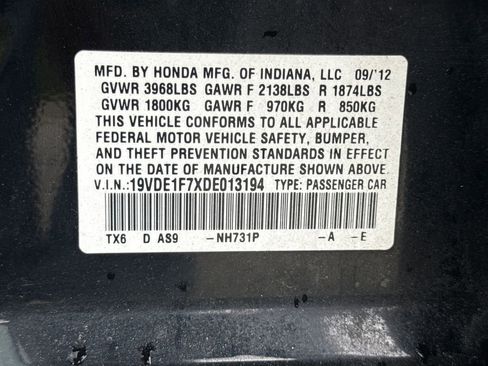 MFD. BY HONDA MFG. OF INDIANA, LLC 09/'12
GVWR 3968LBS GAWR F 2138LBS R 1874LBS
GVWR 1800KG GAWR F 970KG R 850KG
THIS VEHICLE CONFORMS TO ALL APPLICABLE
FEDERAL MOTOR VEHICLE SAFETY, BUMPER,
AND THEFT PREVENTION STANDARDS IN EFFECT
ON THE DATE OF MANUFACTURE SHOWN ABOVE.
V.I.N.:19VDE1F7XDE013194 TYPE: PASSENGER CAR
TX6 D AS9 -NH731P -A -E